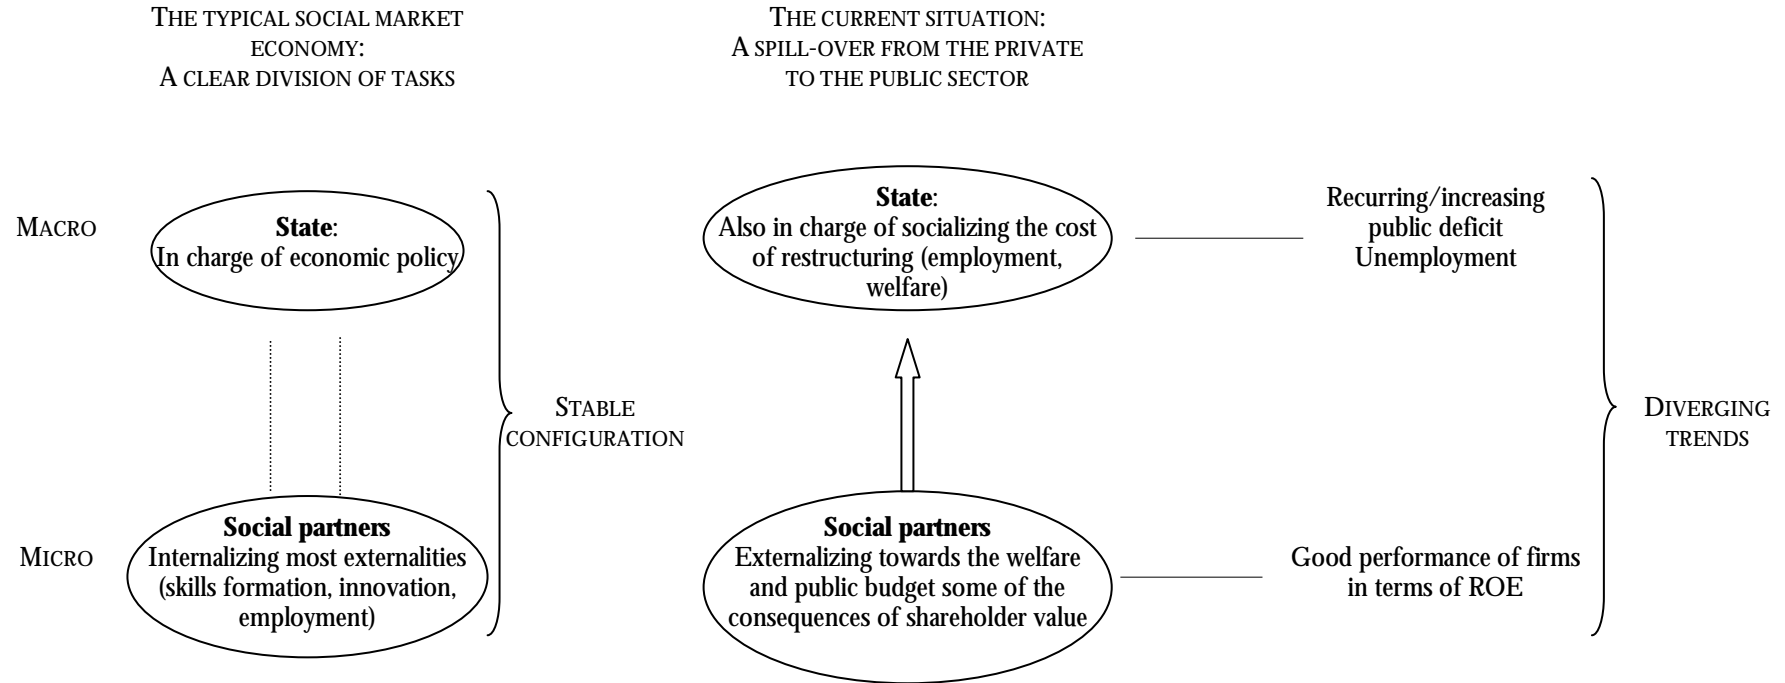 THE TYPICAL SOCIAL MARKET
ECONOMY:
A CLEAR DIVISION OF TASKS
THE CURRENT SITUATION:
A SPILL-OVER FROM THE PRIVATE
TO THE PUBLIC SECTOR
MACRO
State:
In charge of economic policy
State:
Also in charge of socializing the cost
of restructuring (employment,
welfare)
Recurring/increasing
public deficit
Unemployment
STABLE
CONFIGURATION
DIVERGING
TRENDS
MICRO
Social partners
Internalizing most externalities
(skills formation, innovation,
employment)
Social partners
Externalizing towards the welfare
and public budget some of the
consequences of shareholder value
Good performance of firms
in terms of ROE